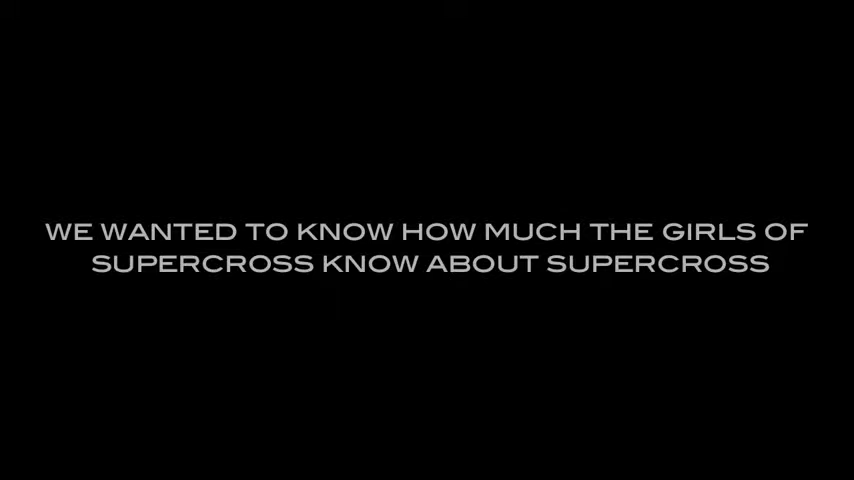 WE WANTED TO KNOW HOW MUCH THE GIRLS OF
SUPERCROSS KNOW ABOUT SUPERCROSS